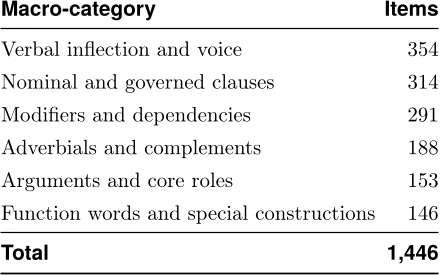 Macro-category Items
Verbal inflection and voice 354
Nominal and governed clauses 314
Modifiers and dependencies 291
Adverbials and complements 188
Arguments and core roles 153
Function words and special constructions 146
Total 1,446